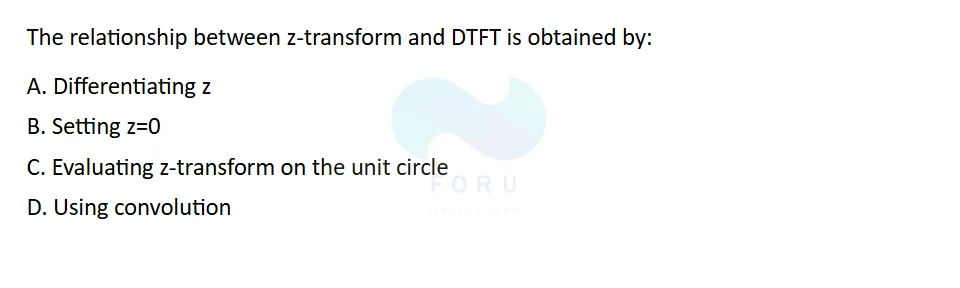 The relationship between z-transform and DTFT is obtained by:
A. Differentiating z
B. Setting z=0
C. Evaluating z-transform on the unit circle
FORU
D. Using convolution